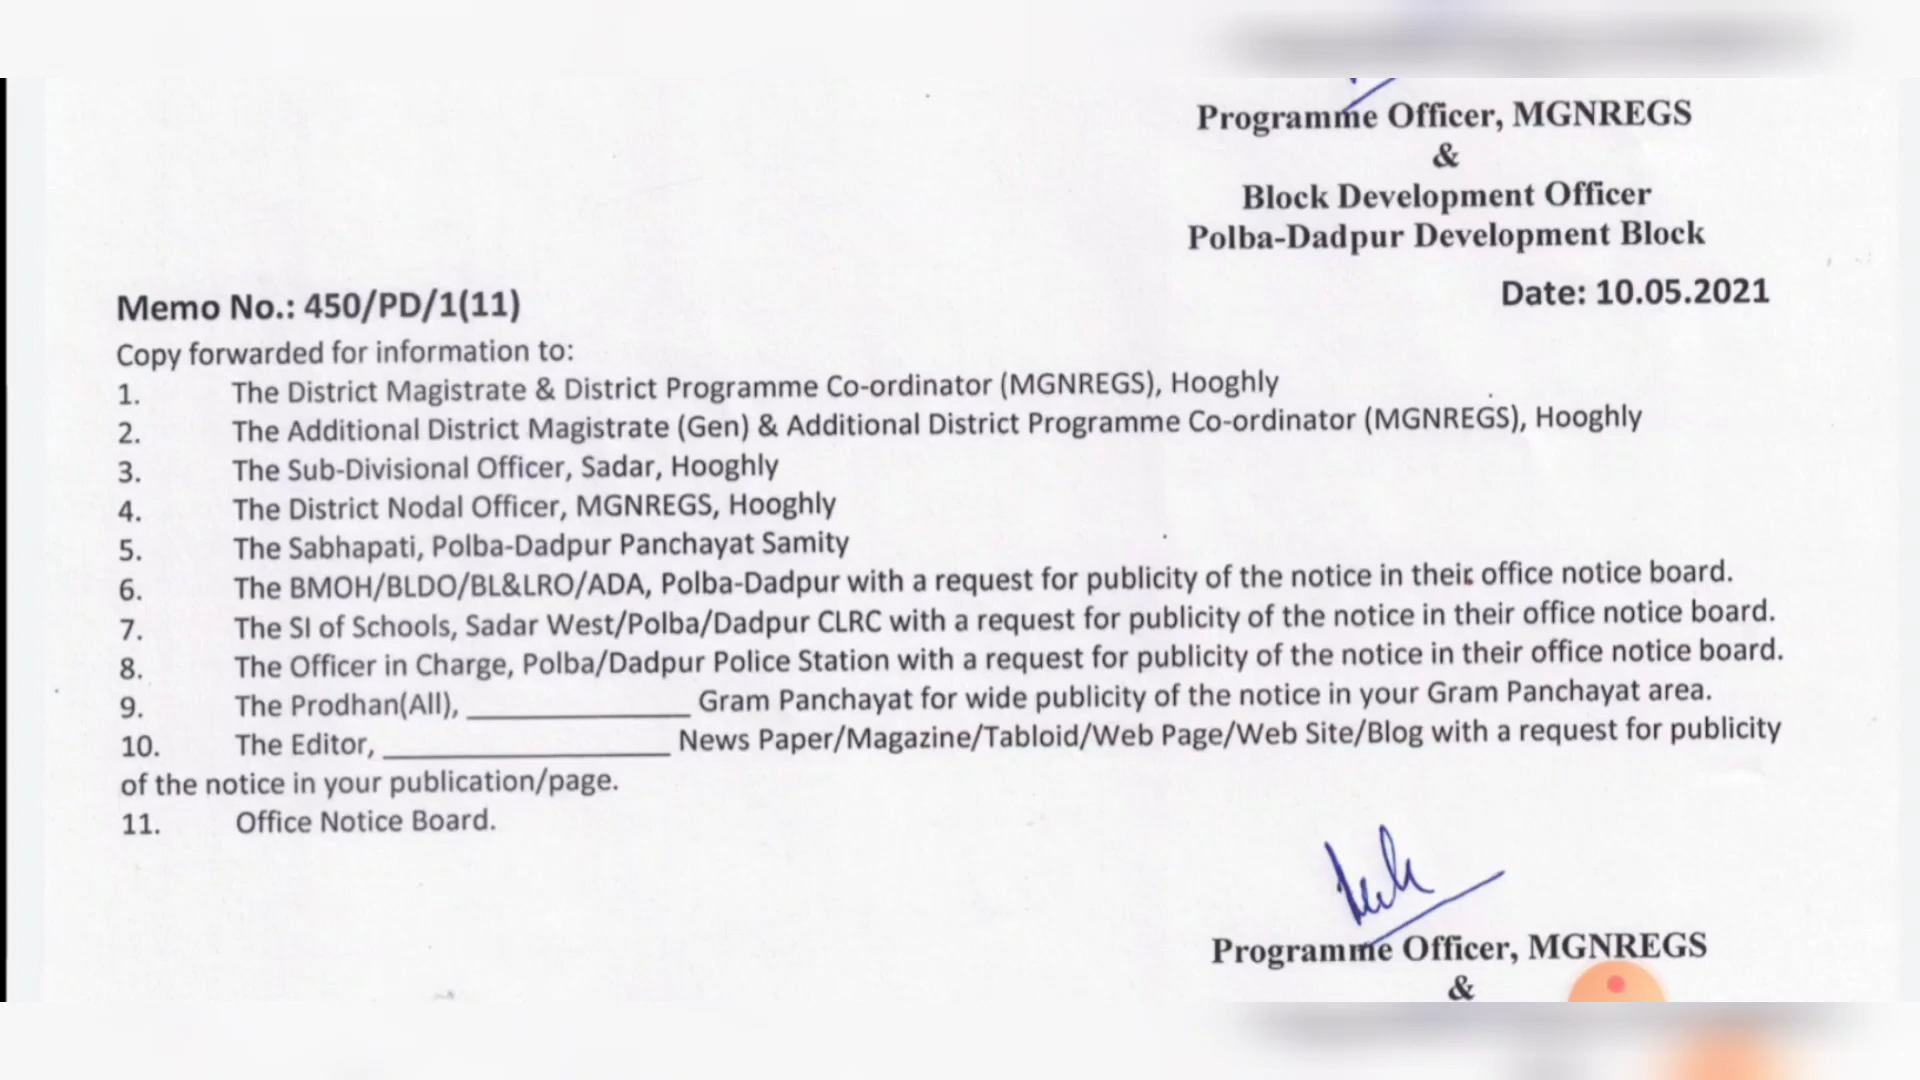 Programme Officer, MGNREGS
&
Block Development Officer
Polba-Dadpur Development Block
Memo No.: 450/PD/1(11)
Date: 10.05.2021
Copy forwarded for information to:
1. The District Magistrate & District Programme Co-ordinator (MGNREGS), Hooghly
2. The Additional District Magistrate (Gen) & Additional District Programme Co-ordinator (MGNREGS), Hooghly
3. The Sub-Divisional Officer, Sadar, Hooghly
4. The District Nodal Officer, MGNREGS, Hooghly
5. The Sabhapati, Polba-Dadpur Panchayat Samity
6. The BMOH/BLDO/BL&LRO/ADA, Polba-Dadpur with a request for publicity of the notice in their office notice board.
7. The SI of Schools, Sadar West/Polba/Dadpur CLRC with a request for publicity of the notice in their office notice board.
8. The Officer in Charge, Polba/Dadpur Police Station with a request for publicity of the notice in their office notice board.
9. The Prodhan(All), ______________ Gram Panchayat for wide publicity of the notice in your Gram Panchayat area.
10. The Editor, __________________ News Paper/Magazine/Tabloid/Web Page/Web Site/Blog with a request for publicity
of the notice in your publication/page.
11. Office Notice Board.
Programme Officer, MGNREGS
&